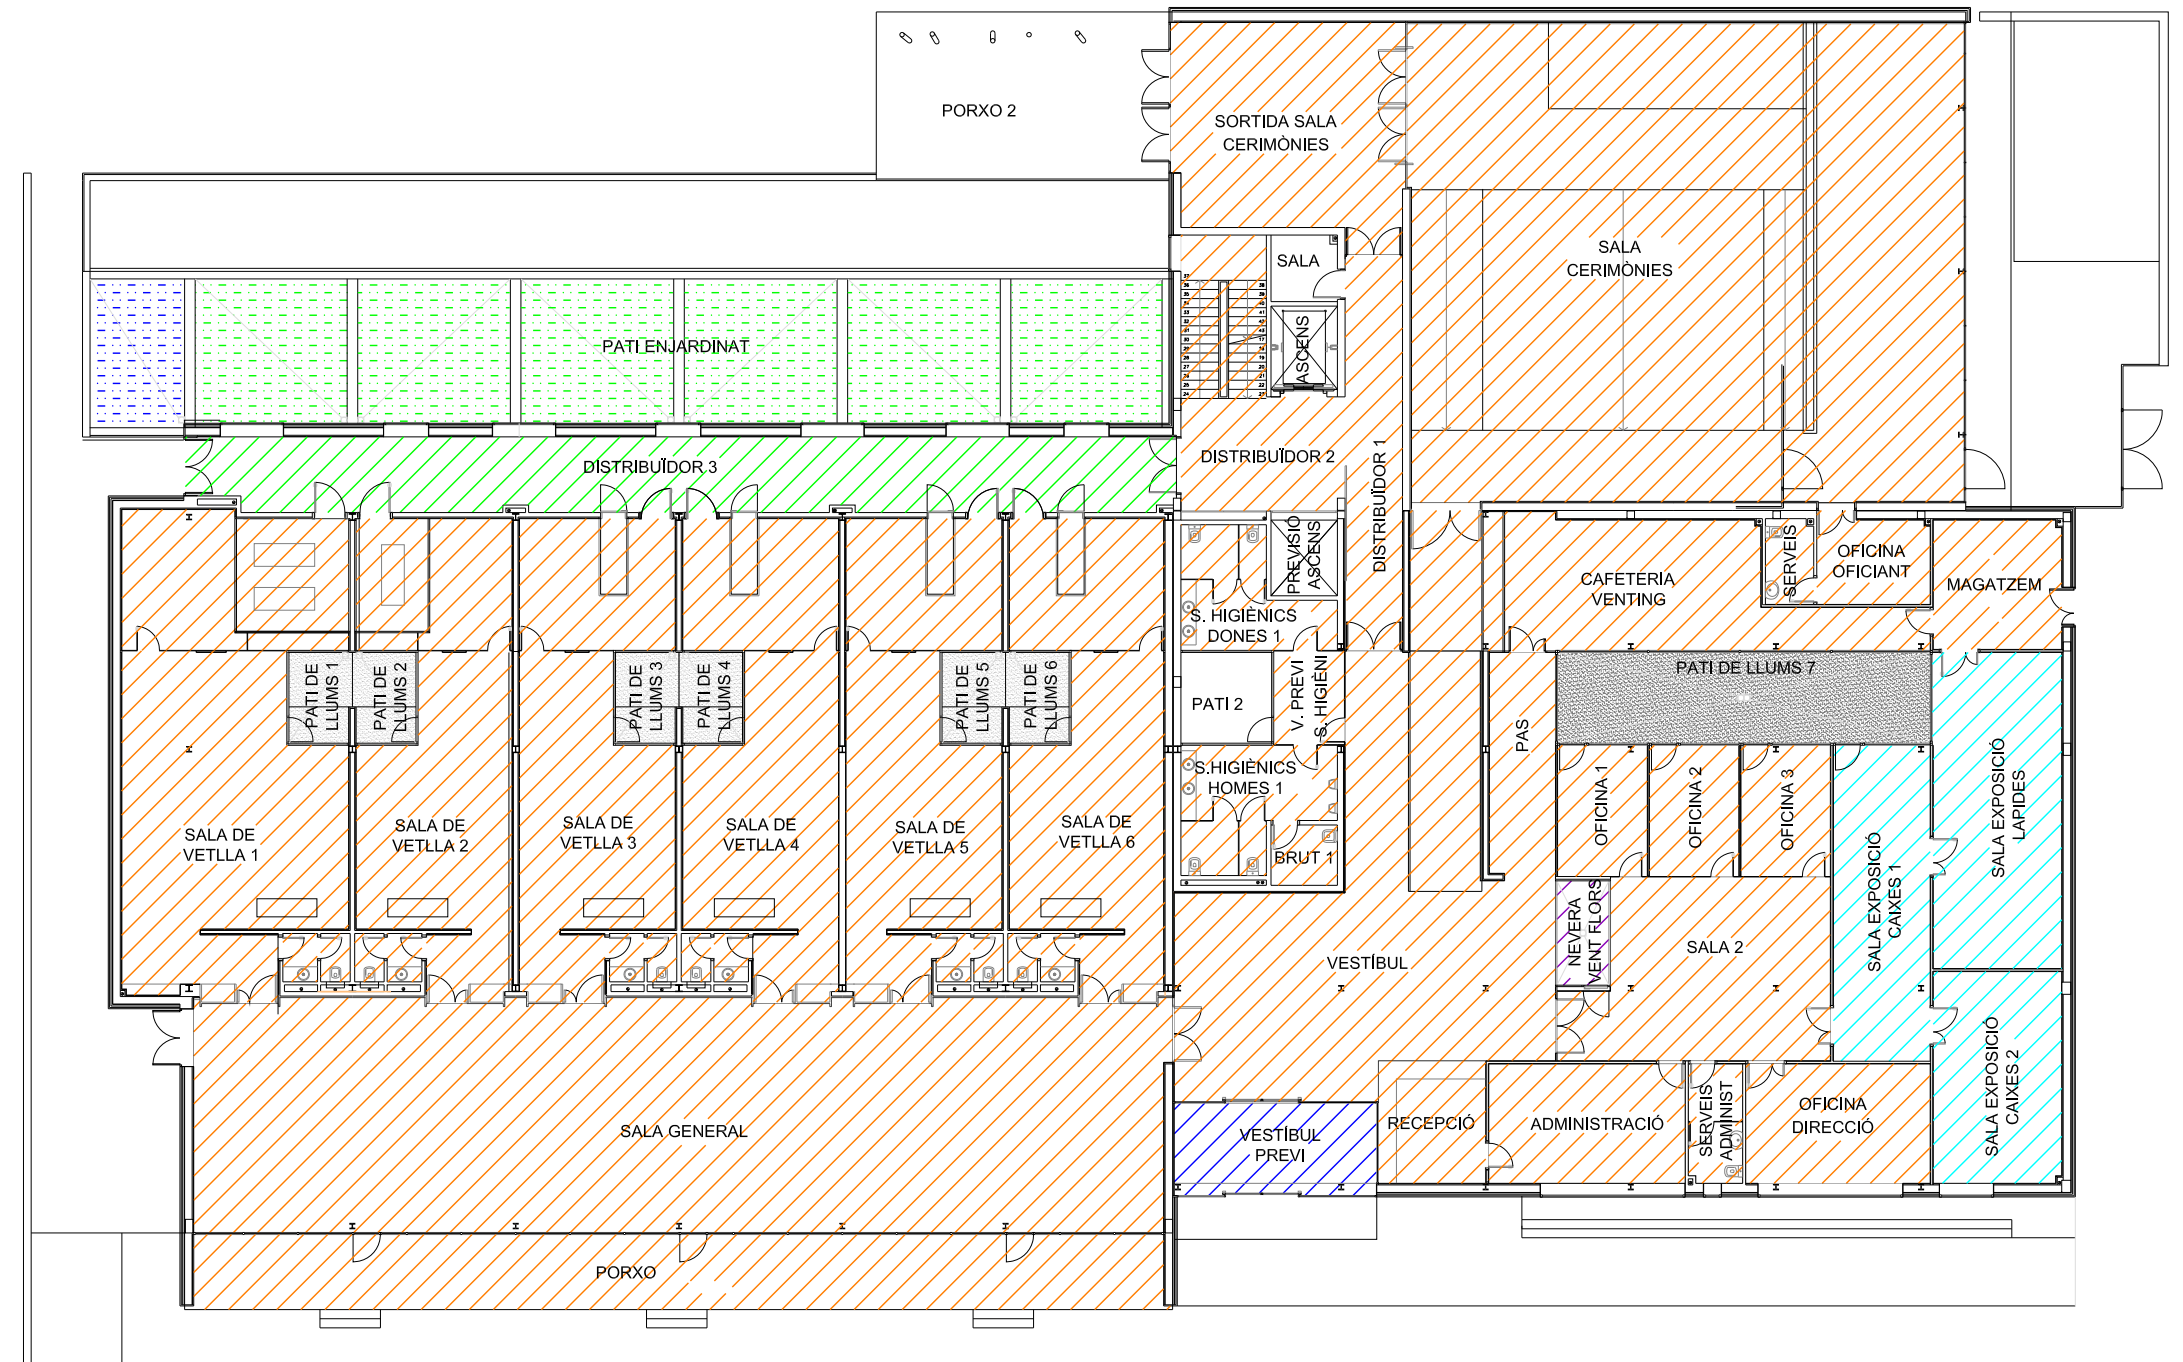 PORXO 2
SORTIDA SALA
CERIMÒNIES
SALA
CERIMÒNIES
SALA
ASCENS
PATI ENJARDINAT
DISTRIBUÏDOR 3
DISTRIBUÏDOR 2
DISTRIBUÏDOR 1
PREVISIÓ
ASCENS
S. HIGIÈNICS
DONES 1
CAFETERIA
VENTING
SERVEIS
OFICINA
OFICIANT
MAGATZEM
PATI DE
LLUMS 1
PATI DE
LLUMS 2
PATI DE
LLUMS 3
PATI DE
LLUMS 4
PATI DE
LLUMS 5
PATI DE
LLUMS 6
PATI 2
V. PREVI
S. HIGIÈNI
PAS
PATI DE LLUMS 7
S.HIGIÈNICS
HOMES 1
BRUT 1
OFICINA 1
OFICINA 2
OFICINA 3
SALA EXPOSICIÓ
CAIXES 1
SALA EXPOSICIÓ
LAPIDES
SALA DE
VETLLA 1
SALA DE
VETLLA 2
SALA DE
VETLLA 3
SALA DE
VETLLA 4
SALA DE
VETLLA 5
SALA DE
VETLLA 6
NEVERA
VENT FLORS
SALA 2
VESTÍBUL
SALA EXPOSICIÓ
CAIXES 2
SALA GENERAL
VESTÍBUL
PREVI
RECEPCIÓ
ADMINISTRACIÓ
SERVEIS
ADMINIST
OFICINA
DIRECCIÓ
PORXO